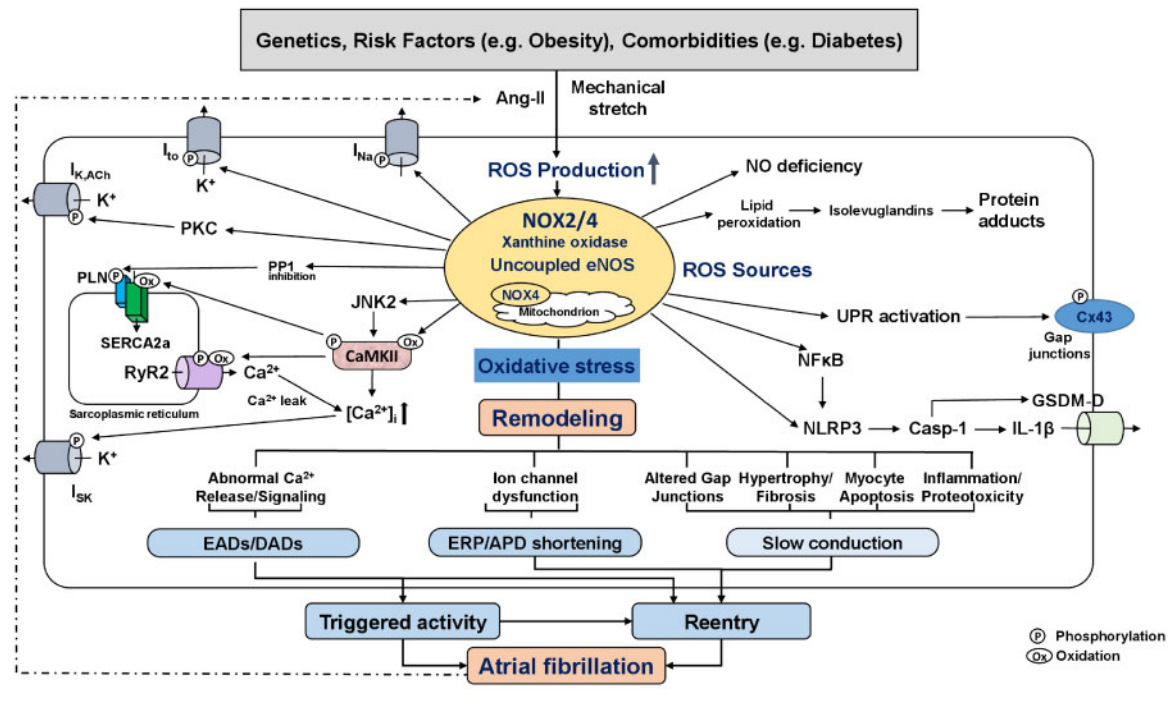 Genetics, Risk Factors (e.g. Obesity), Comorbidities (e.g. Diabetes)
Ang-II
Mechanical
stretch
Ito
P
K+
INa
P
IK,ACh
K+
P
PKC
ROS Production
NO deficiency
Lipid
peroxidation
Isolevuglandins
Protein
adducts
NOX2/4
Xanthine oxidase
Uncoupled eNOS
NOX4
Mitochondrion
ROS Sources
PLN
P
Ox
PP1
inhibition
JNK2
SERCA2a
P
Ox
CaMKII
RyR2
P
Ox
Ca2+
Ca2+ leak
Sarcoplasmic reticulum
[Ca2+]i
P
K+
ISK
UPR activation
P
Cx43
Gap
junctions
NFκB
NLRP3
Casp-1
GSDM-D
IL-1β
Oxidative stress
Remodeling
Abnormal Ca2+
Release/Signaling
Ion channel
dysfunction
Altered Gap
Junctions
Hypertrophy/
Fibrosis
Myocyte
Apoptosis
Inflammation/
Proteotoxicity
EADs/DADs
ERP/APD shortening
Slow conduction
Triggered activity
Reentry
Atrial fibrillation
P Phosphorylation
Ox Oxidation